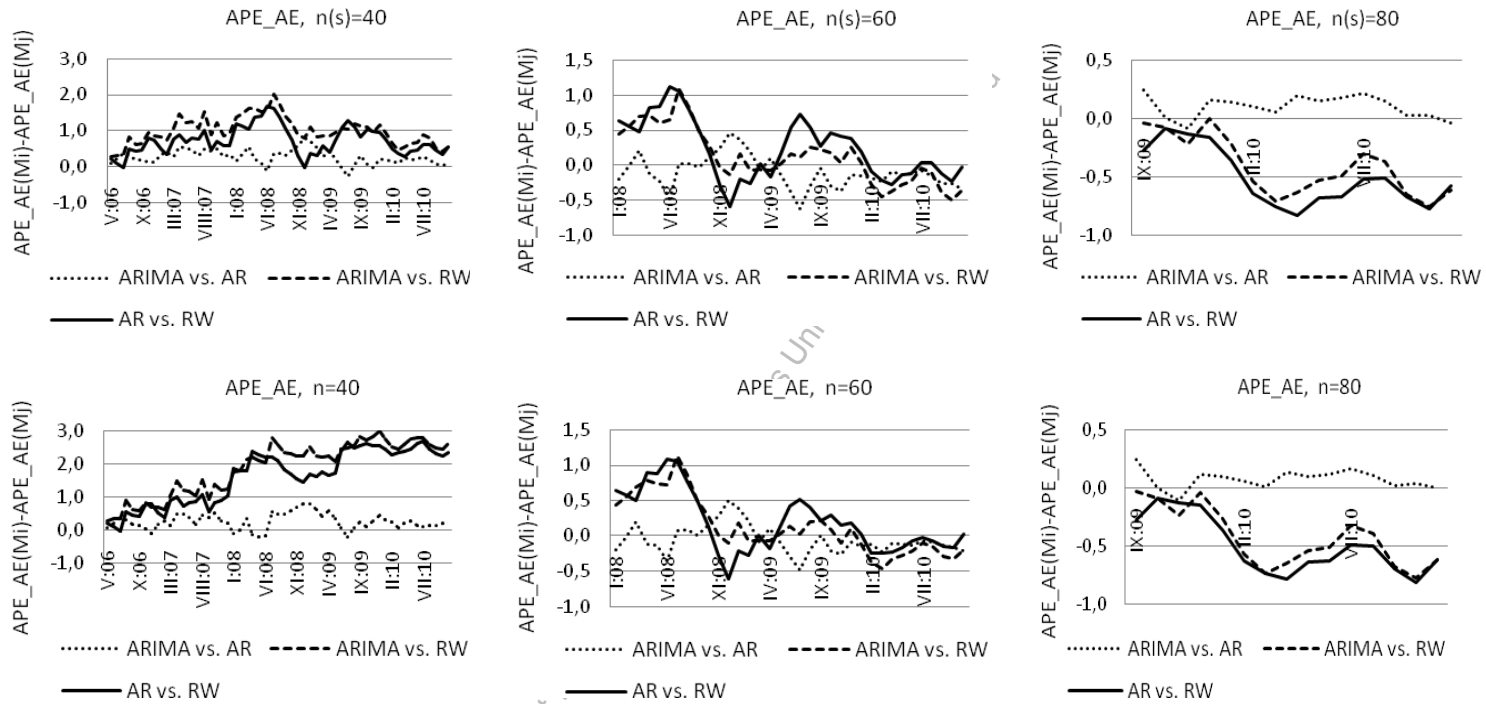 APE_AE, n(s)=40
APE_AE(Mi)-APE_AE(Mj)
3,0
2,0
1,0
0,0
-1,0
V:06
X:06
III:07
VIII:07
I:08
VI:08
XI:08
IV:09
IX:09
II:10
VII:10
ARIMA vs. AR
ARIMA vs. RW
AR vs. RW
APE_AE, n(s)=60
APE_AE(Mi)-APE_AE(Mj)
1,5
1,0
0,5
0,0
-0,5
-1,0
I:08
VI:08
XI:08
IV:09
IX:09
II:10
VII:10
ARIMA vs. AR
ARIMA vs. RW
AR vs. RW
APE_AE, n(s)=80
APE_AE(Mi)-APE_AE(Mj)
0,5
0,0
-0,5
-1,0
IX:09
II:10
VII:10
ARIMA vs. AR
ARIMA vs. RW
AR vs. RW
s Uni
APE_AE, n=40
APE_AE(Mi)-APE_AE(Mj)
3,0
2,0
1,0
0,0
-1,0
V:06
X:06
III:07
VIII:07
I:08
VI:08
XI:08
IV:09
IX:09
II:10
VII:10
ARIMA vs. AR
ARIMA vs. RW
AR vs. RW
APE_AE, n=60
APE_AE(Mi)-APE_AE(Mj)
1,5
1,0
0,5
0,0
-0,5
-1,0
I:08
VI:08
XI:08
IV:09
IX:09
II:10
VII:10
ARIMA vs. AR
ARIMA vs. RW
AR vs. RW
APE_AE, n=80
APE_AE(Mi)-APE_AE(Mj)
0,5
0,0
-0,5
-1,0
IX:09
II:10
VII:10
ARIMA vs. AR
ARIMA vs. RW
AR vs. RW